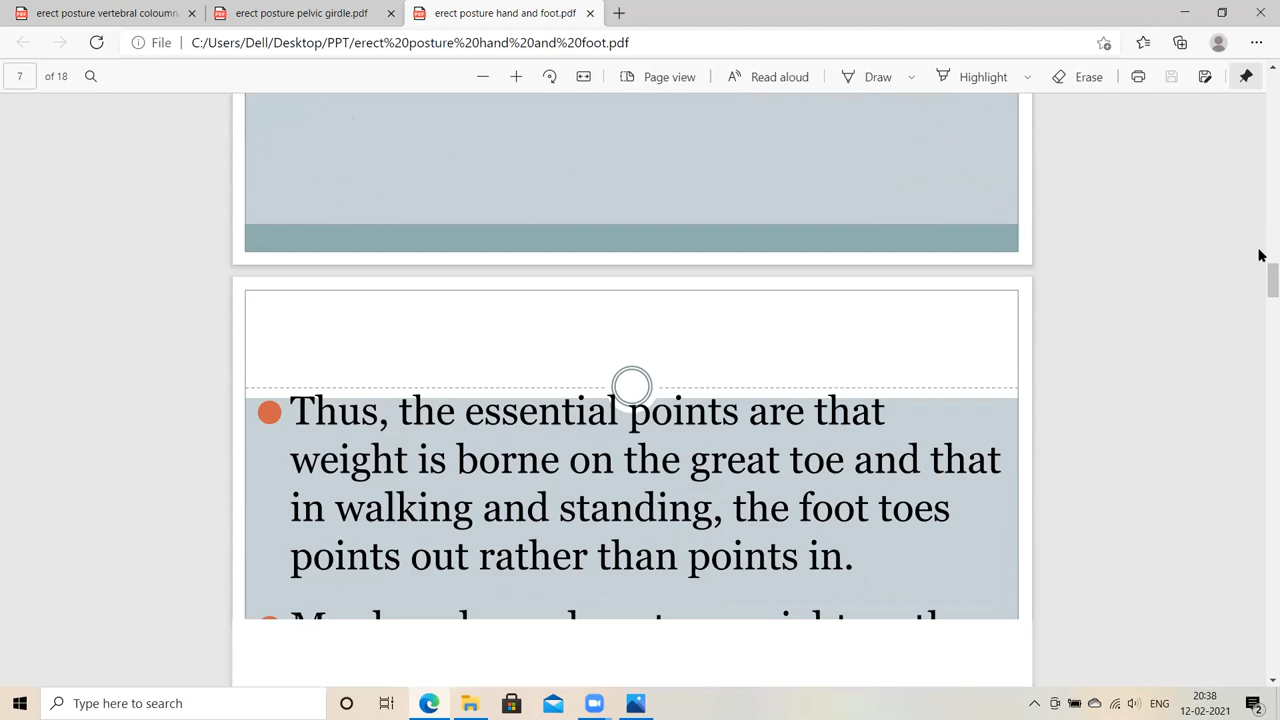 erect posture vertebral coloumn
erect posture pelvic girdle.pdf
erect posture hand and foot.pdf
File
C:/Users/Dell/Desktop/PPT/erect%20posture%20hand%20and%20foot.pdf
7 of 18
Page view
Read aloud
Draw
Highlight
Erase
Thus, the essential points are that
weight is borne on the great toe and that
in walking and standing, the foot toes
points out rather than points in.
Type here to search
ENG
20:38
12-02-2021
2